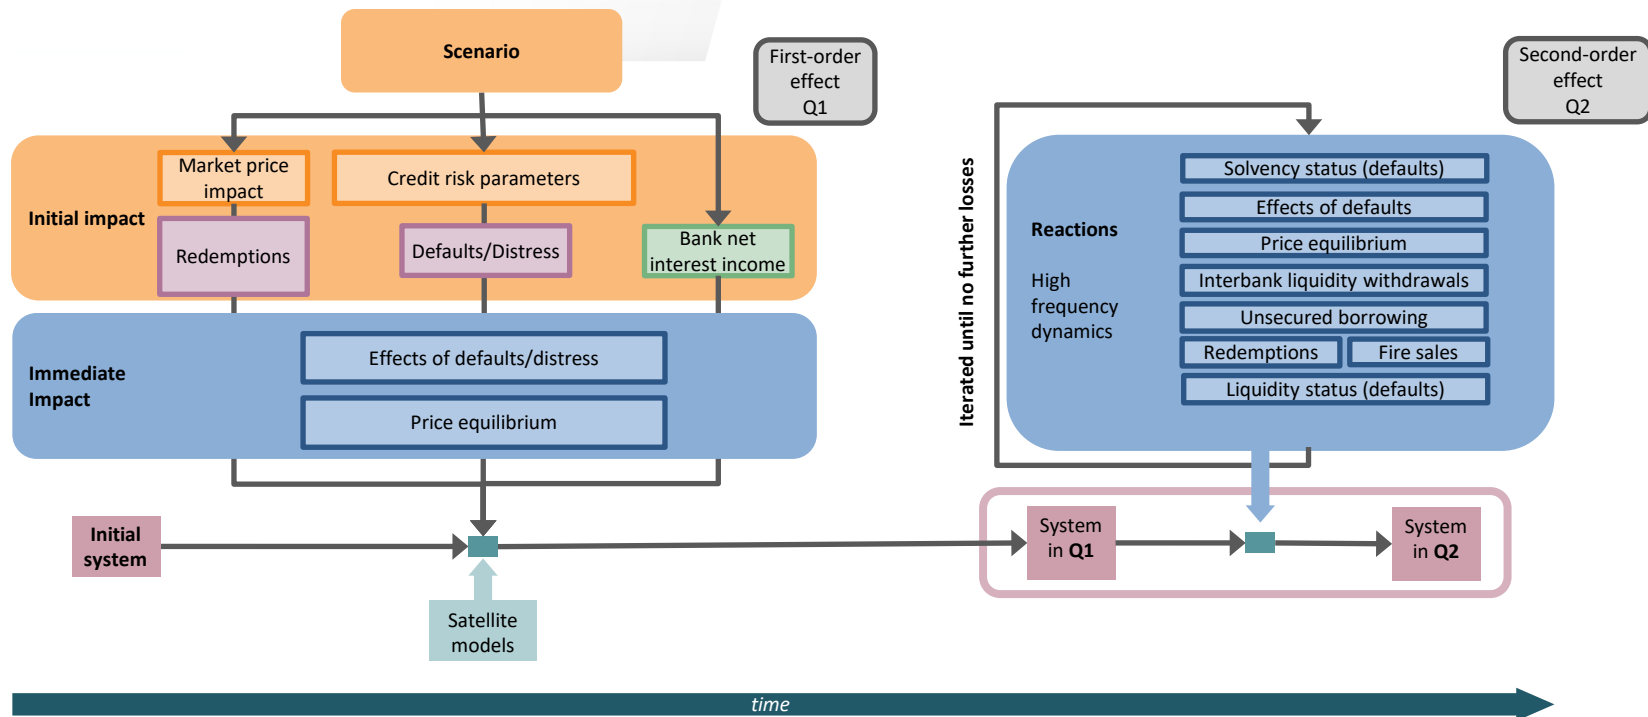 Scenario
First-order
effect
Q1
Second-order
effect
Q2
Initial impact
Market price
impact
Credit risk parameters
Redemptions
Defaults/Distress
Bank net
interest income
Immediate
Impact
Effects of defaults/distress
Price equilibrium
Iterated until no further losses
Reactions
High
frequency
dynamics
Solvency status (defaults)
Effects of defaults
Price equilibrium
Interbank liquidity withdrawals
Unsecured borrowing
Redemptions
Fire sales
Liquidity status (defaults)
Initial
system
Satellite
models
System
in Q1
System
in Q2
time